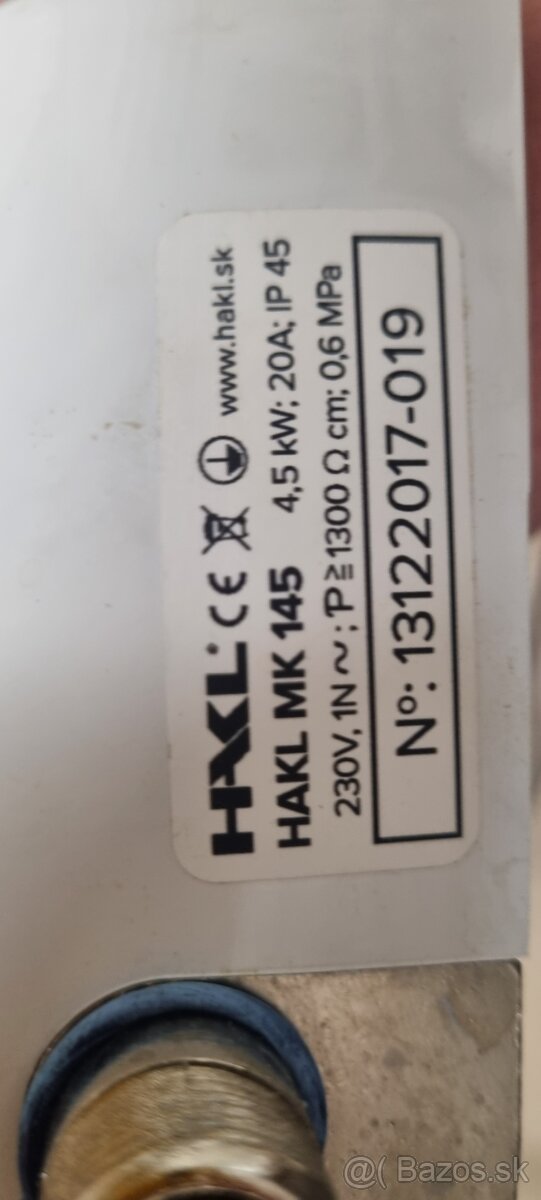 HAKL® CE www.hakl.sk
HAKL MK 145 4,5 kW; 20A; IP 45
230V, 1N ~; Ƥ ≧ 1300 Ω cm; 0,6 MPa
N°: 13122017-019
@( Bazos.sk